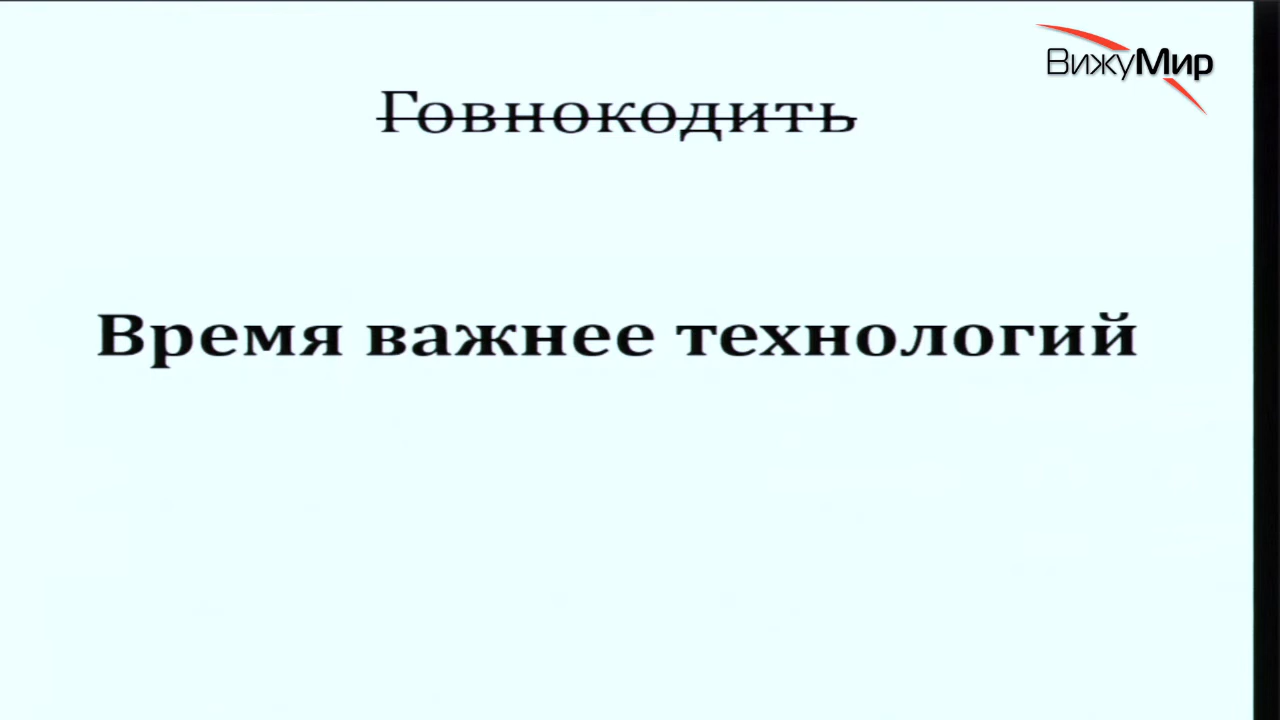 ВижуМир
Говнокодить
Время важнее технологий